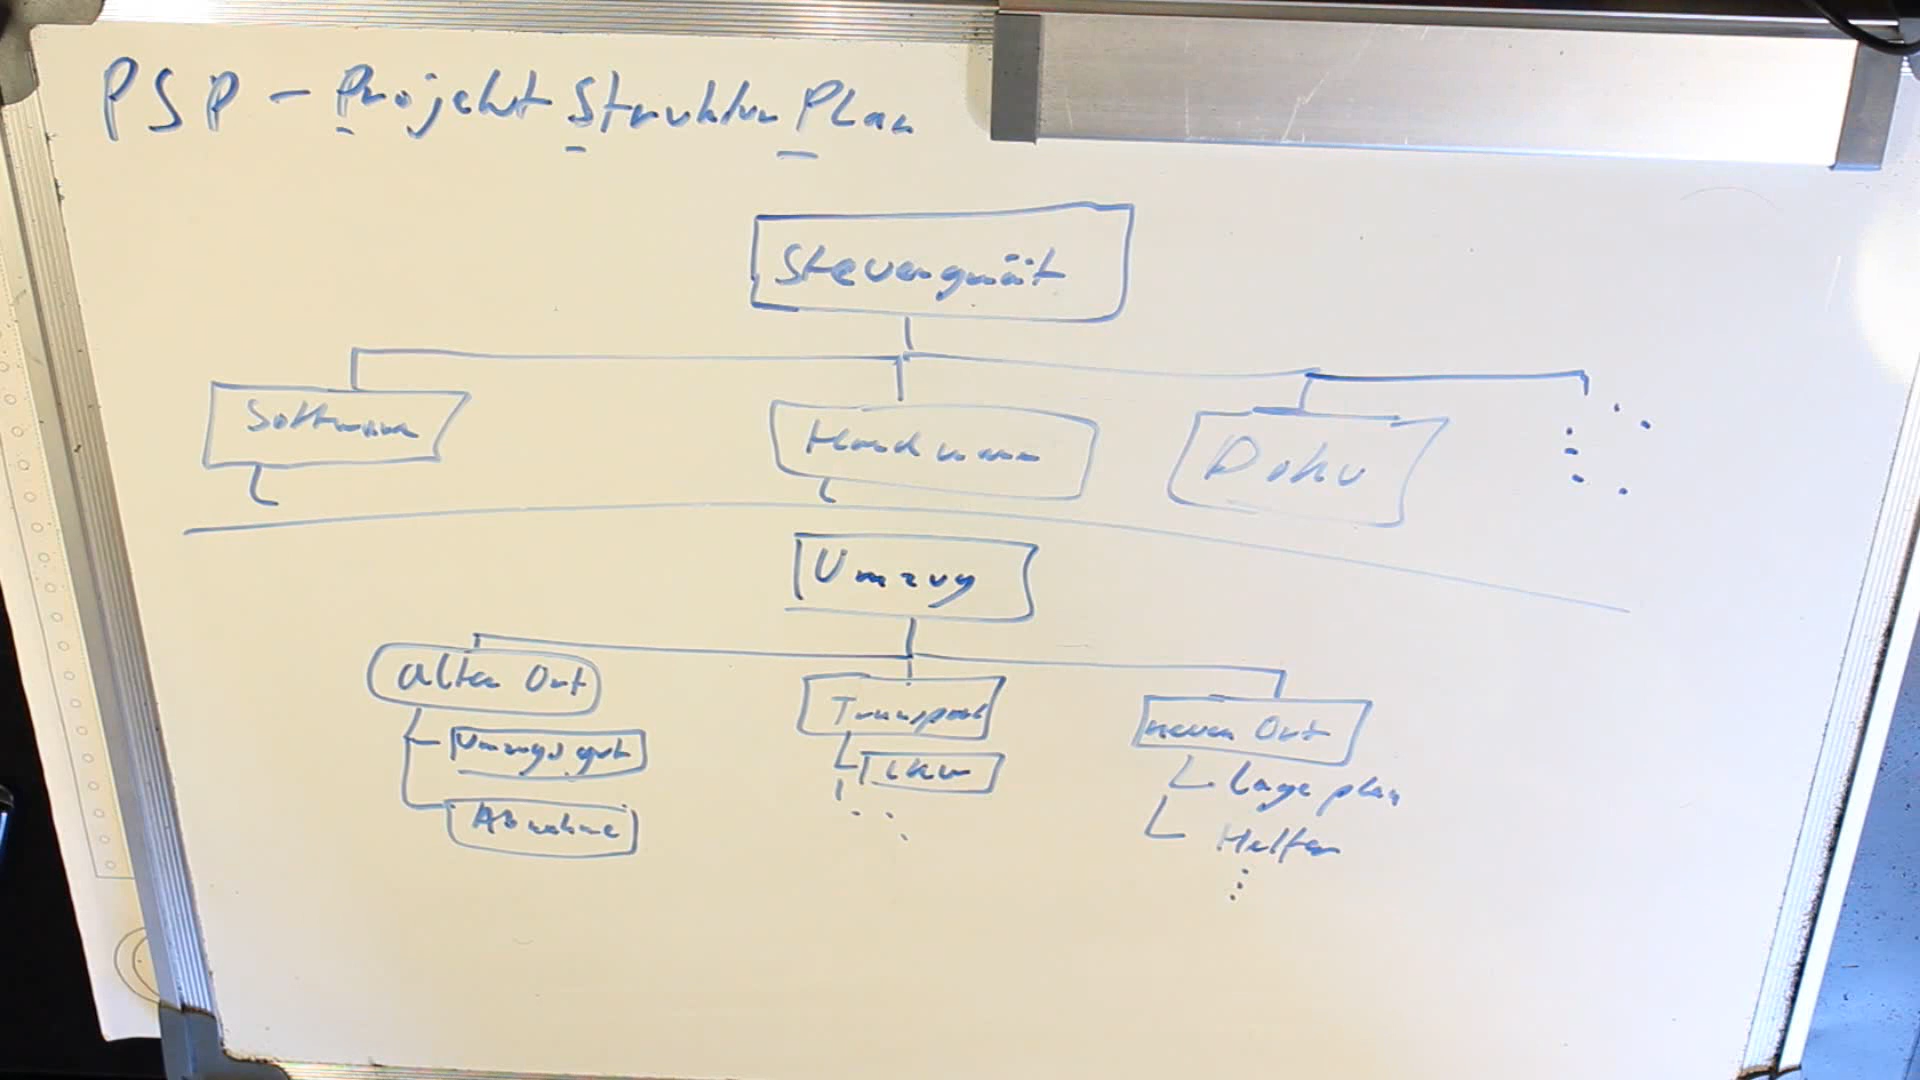 PSP - Projekt Struktur Plan
Steuergerät
Software
Hardware
Doku
Umzug
alter Ort
Transport
neuer Ort
Umzugsgut
LKW
Lageplan
Abnahme
Helfer